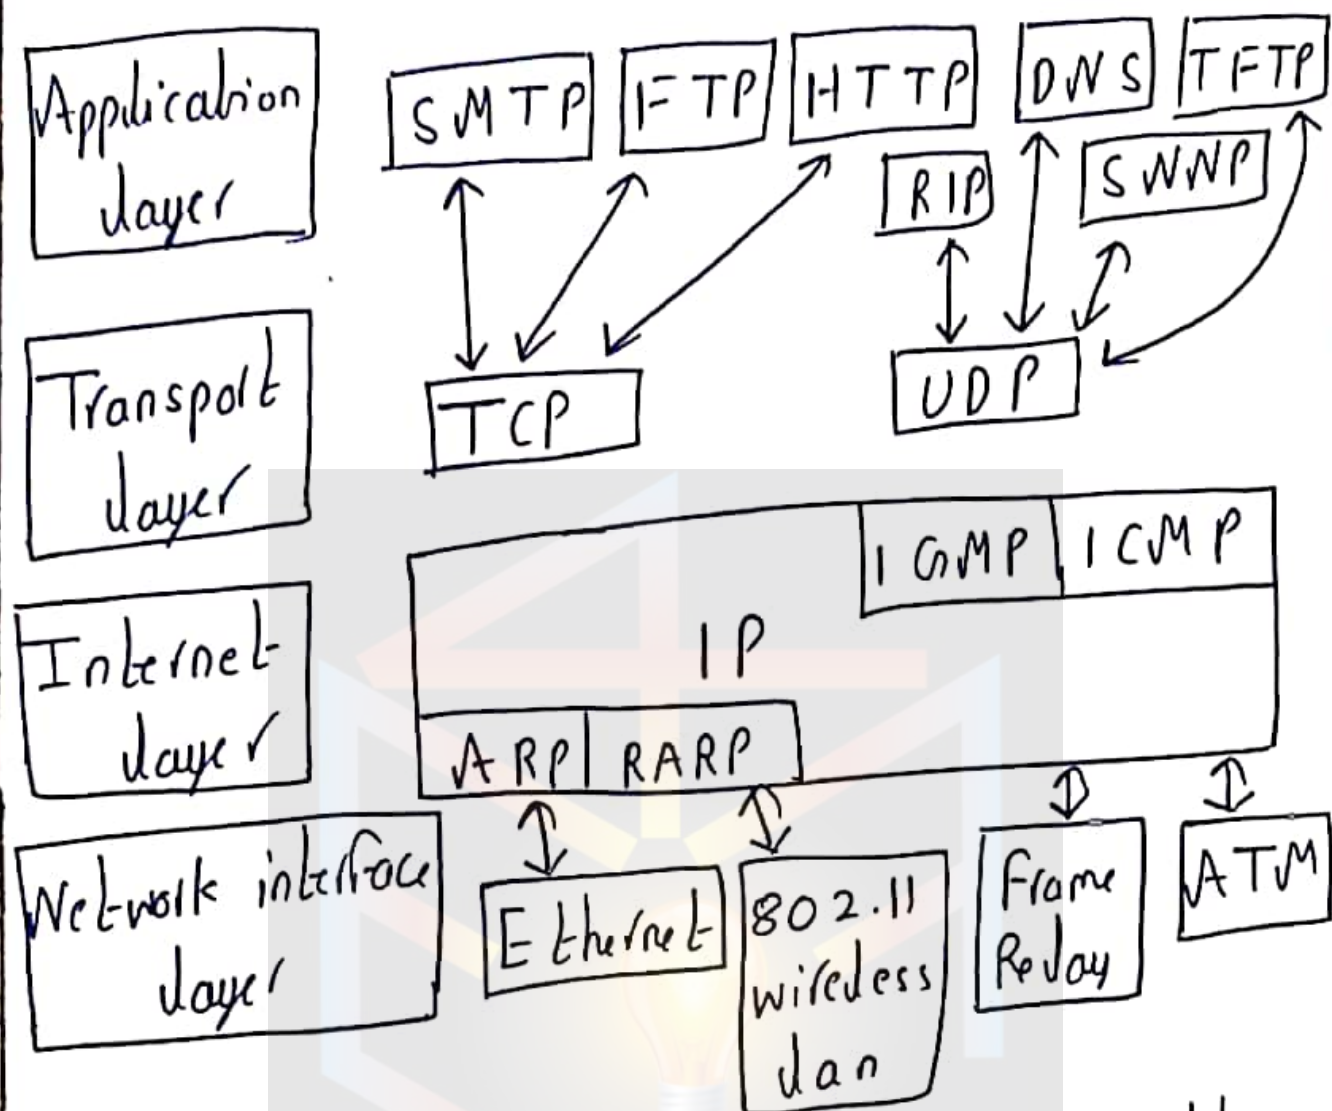 Application
layer
SMTP
FTP
HTTP
DNS
TFTP
RIP
SNNP
Transport
layer
TCP
UDP
Internet
layer
IGMP
ICMP
IP
ARP
RARP
Network interface
layer
Ethernet
802.11
wireless
lan
Frame
Relay
ATM